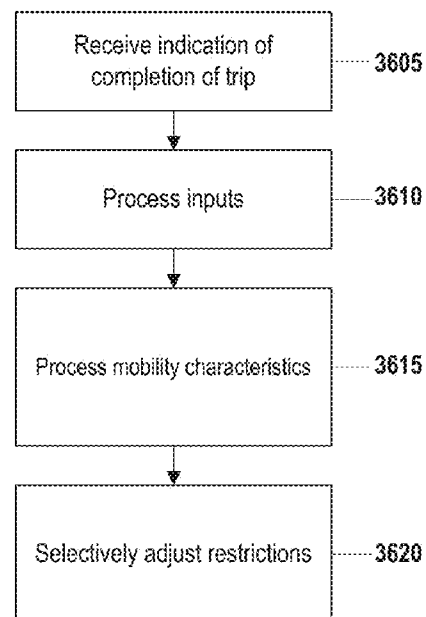 Receive indication of
completion of trip
3605
Process inputs
3610
Process mobility characteristics
3615
Selectively adjust restrictions
3620